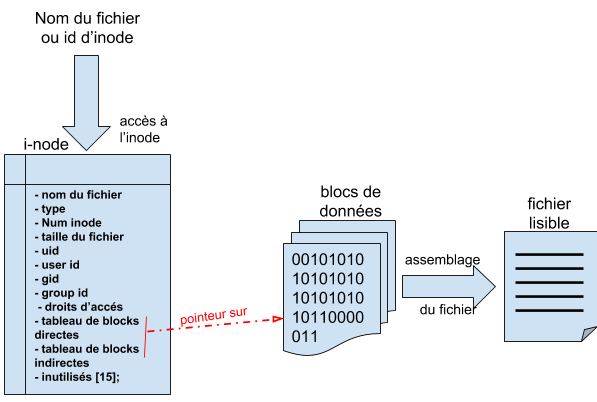 Nom du fichier
ou id d'inode
accès à
l'inode
i-node
- nom du fichier
- type
- Num inode
- taille du fichier
- uid
- user id
- gid
- group id
- droits d'accés
- tableau de blocks
directes
- tableau de blocks
indirectes
- inutilisés [15];
pointeur sur
blocs de
données
00101010
10101010
10101010
10110000
011
assemblage
du fichier
fichier
lisible